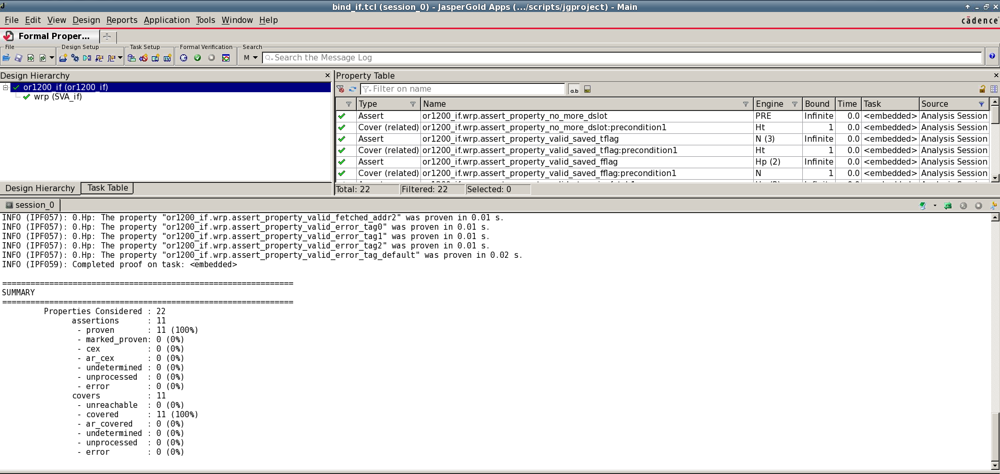 bind_if.tcl (session_0) - JasperGold Apps (.../scripts/jgproject) - Main
File Edit View Design Reports Application Tools Window Help
cādence
Formal Proper...
File Design Setup Task Setup Formal Verification Search
M Search the Message Log
Design Hierarchy
or1200_if (or1200_if)
wrp (SVA_if)
Design Hierarchy Task Table
Property Table
Filter on name
a.b
Type Name Engine Bound Time Task Source
Assert or1200_if.wrp.assert_property_no_more_dslot PRE Infinite 0.0 <embedded> Analysis Session
Cover (related) or1200_if.wrp.assert_property_no_more_dslot:precondition1 Ht 1 0.0 <embedded> Analysis Session
Assert or1200_if.wrp.assert_property_valid_saved_tflag N (3) Infinite 0.0 <embedded> Analysis Session
Cover (related) or1200_if.wrp.assert_property_valid_saved_tflag:precondition1 Ht 1 0.0 <embedded> Analysis Session
Assert or1200_if.wrp.assert_property_valid_saved_fflag Hp (2) Infinite 0.0 <embedded> Analysis Session
Cover (related) or1200_if.wrp.assert_property_valid_saved_fflag:precondition1 N 1 0.0 <embedded> Analysis Session
Total: 22 Filtered: 22 Selected: 0
session_0
INFO (IPF057): 0.Hp: The property "or1200_if.wrp.assert_property_valid_fetched_addr2" was proven in 0.01 s.
INFO (IPF057): 0.Hp: The property "or1200_if.wrp.assert_property_valid_error_tag0" was proven in 0.01 s.
INFO (IPF057): 0.Hp: The property "or1200_if.wrp.assert_property_valid_error_tag1" was proven in 0.01 s.
INFO (IPF057): 0.Hp: The property "or1200_if.wrp.assert_property_valid_error_tag2" was proven in 0.01 s.
INFO (IPF057): 0.Hp: The property "or1200_if.wrp.assert_property_valid_error_tag_default" was proven in 0.02 s.
INFO (IPF059): Completed proof on task: <embedded>
==============================================================
SUMMARY
==============================================================
Properties Considered : 22
assertions : 11
- proven : 11 (100%)
- marked_proven: 0 (0%)
- cex : 0 (0%)
- ar_cex : 0 (0%)
- undetermined : 0 (0%)
- unprocessed : 0 (0%)
- error : 0 (0%)
covers : 11
- unreachable : 0 (0%)
- covered : 11 (100%)
- ar_covered : 0 (0%)
- undetermined : 0 (0%)
- unprocessed : 0 (0%)
- error : 0 (0%)